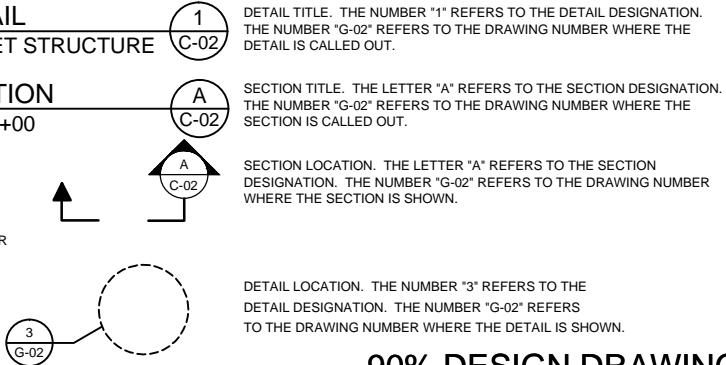 AIL
ET STRUCTURE
1
C-02
DETAIL TITLE. THE NUMBER "1" REFERS TO THE DETAIL DESIGNATION.
THE NUMBER "G-02" REFERS TO THE DRAWING NUMBER WHERE THE
DETAIL IS CALLED OUT.
TION
+00
A
C-02
SECTION TITLE. THE LETTER "A" REFERS TO THE SECTION DESIGNATION.
THE NUMBER "G-02" REFERS TO THE DRAWING NUMBER WHERE THE
SECTION IS CALLED OUT.
A
C-02
SECTION LOCATION. THE LETTER "A" REFERS TO THE SECTION
DESIGNATION. THE NUMBER "G-02" REFERS TO THE DRAWING NUMBER
WHERE THE SECTION IS SHOWN.
R
3
G-02
DETAIL LOCATION. THE NUMBER "3" REFERS TO THE
DETAIL DESIGNATION. THE NUMBER "G-02" REFERS
TO THE DRAWING NUMBER WHERE THE DETAIL IS SHOWN.
90% DESIGN DRAWING